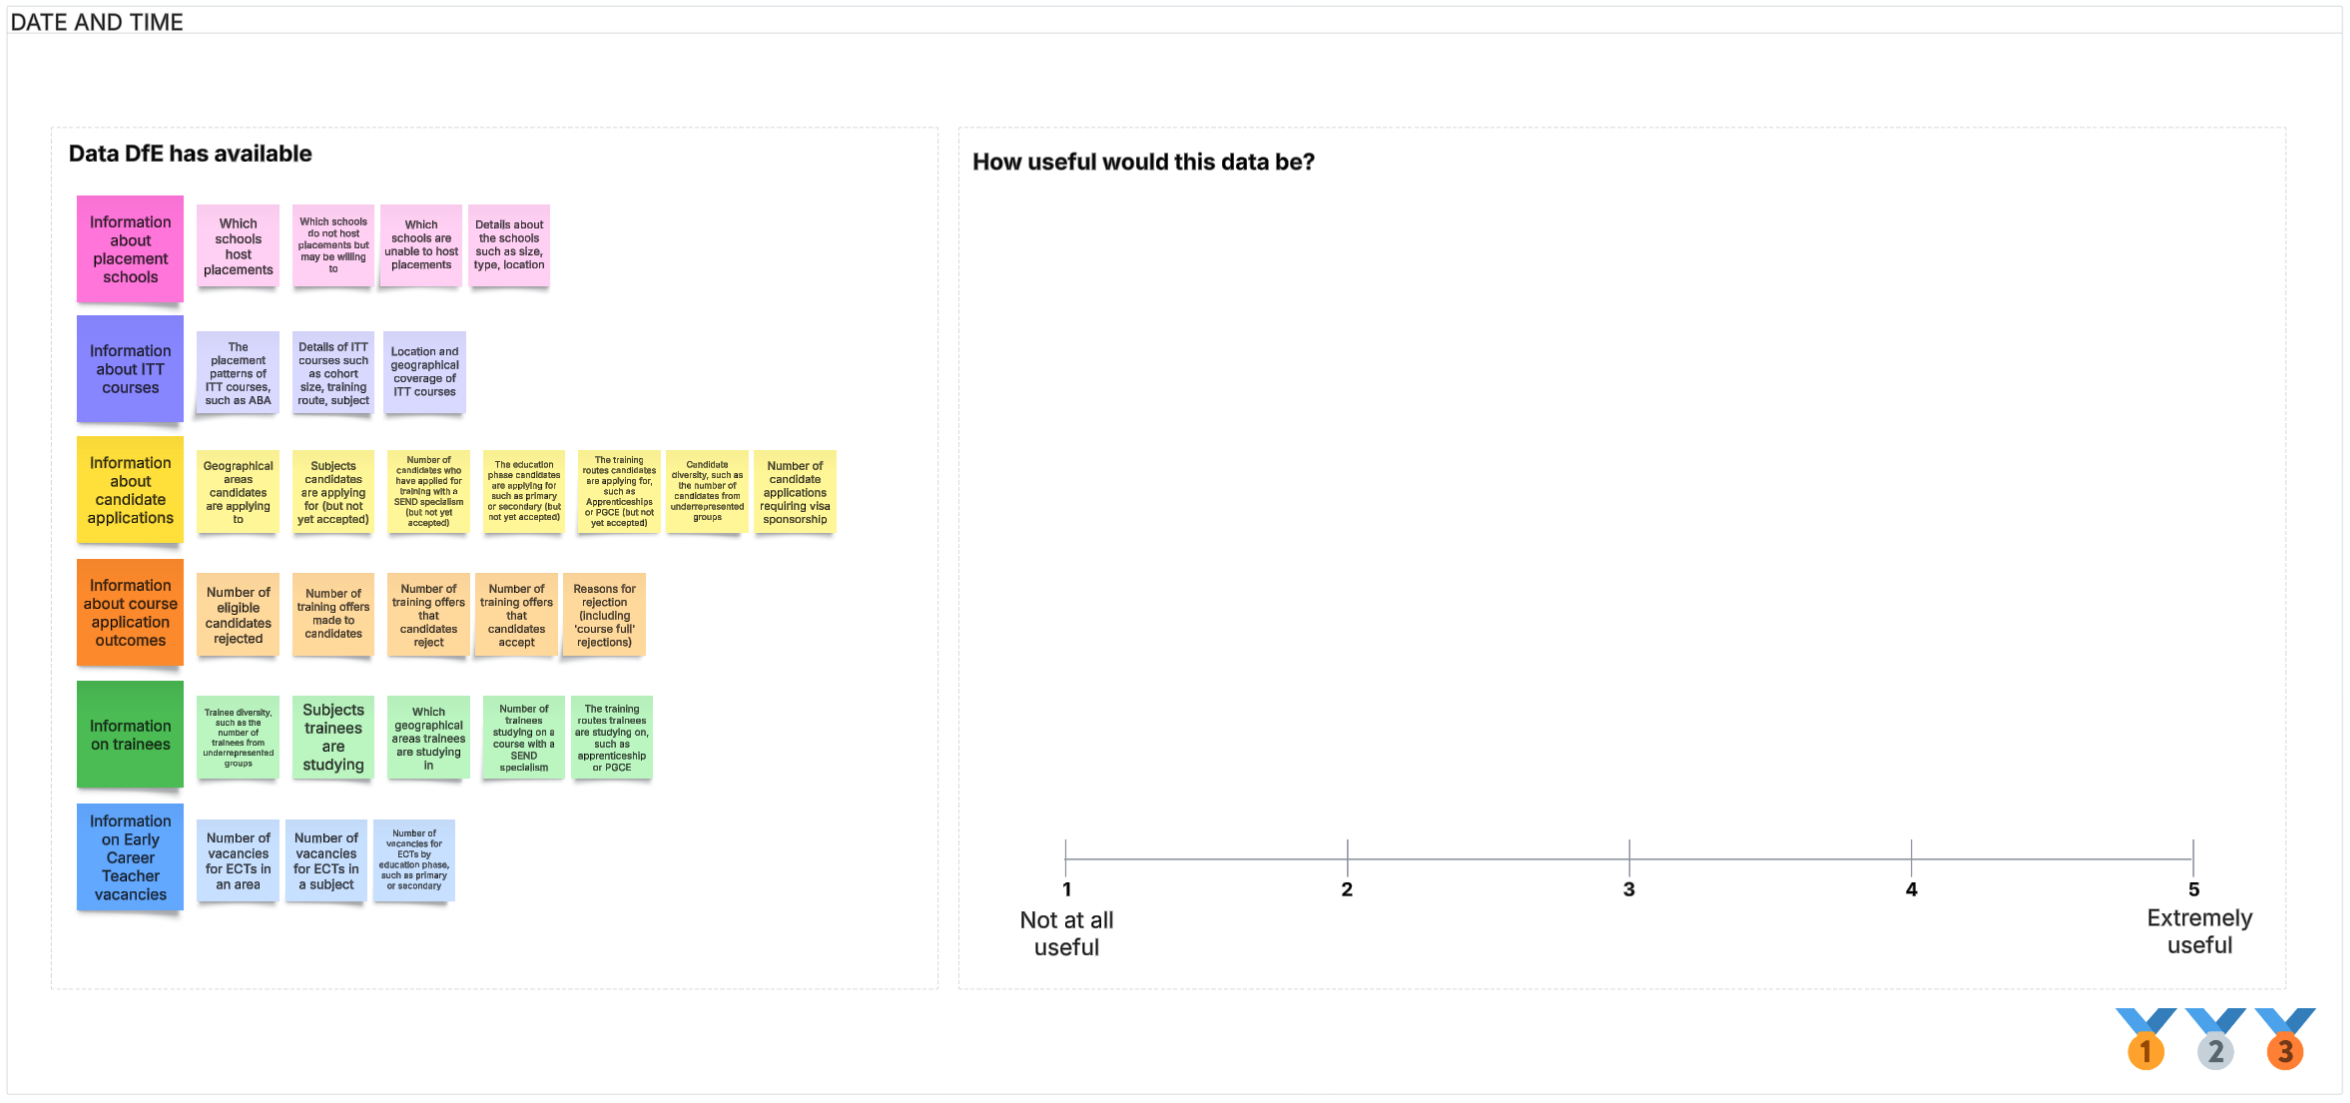 DATE AND TIME
Data DfE has available
Information
about
placement
schools
Which
schools
host
placements
Which schools
do not host
placements but
may be willing
to
Which
schools are
unable to host
placements
Details about
the schools
such as size,
type, location
Information
about ITT
courses
The
placement
patterns of
ITT courses,
such as ABA
Details of ITT
courses such
as cohort
size, training
route, subject
Location and
geographical
coverage of
ITT courses
Information
about
candidate
applications
Geographical
areas
candidates
are applying
to
Subjects
candidates
are applying
for (but not
yet accepted)
Number of
candidates who
have applied for
training with a
SEND specialism
(but not yet
accepted)
The education
phase candidates
are applying for
such as primary
or secondary (but
not yet accepted)
The training
routes candidates
are applying for,
such as
Apprenticeships
or PGCE (but not
yet accepted)
Candidate
diversity, such as
the number of
candidates from
underrepresented
groups
Number of
candidate
applications
requiring visa
sponsorship
Information
about course
application
outcomes
Number of
eligible
candidates
rejected
Number of
training offers
made to
candidates
Number of
training offers
that
candidates
reject
Number of
training offers
that
candidates
accept
Reasons for
rejection
(including
'course full'
rejections)
Information
on trainees
Trainee diversity,
such as the
number of
trainees from
underrepresented
groups
Subjects
trainees
are
studying
Which
geographical
areas trainees
are studying
in
Number of
trainees
studying on a
course with a
SEND
specialism
The training
routes trainees
are studying on,
such as
apprenticeship
or PGCE
Information
on Early
Career
Teacher
vacancies
Number of
vacancies
for ECTs in
an area
Number of
vacancies
for ECTs in
a subject
Number of
vacancies for
ECTs by
education phase,
such as primary
or secondary
How useful would this data be?
1
2
3
4
5
Not at all
useful
Extremely
useful
1
2
3